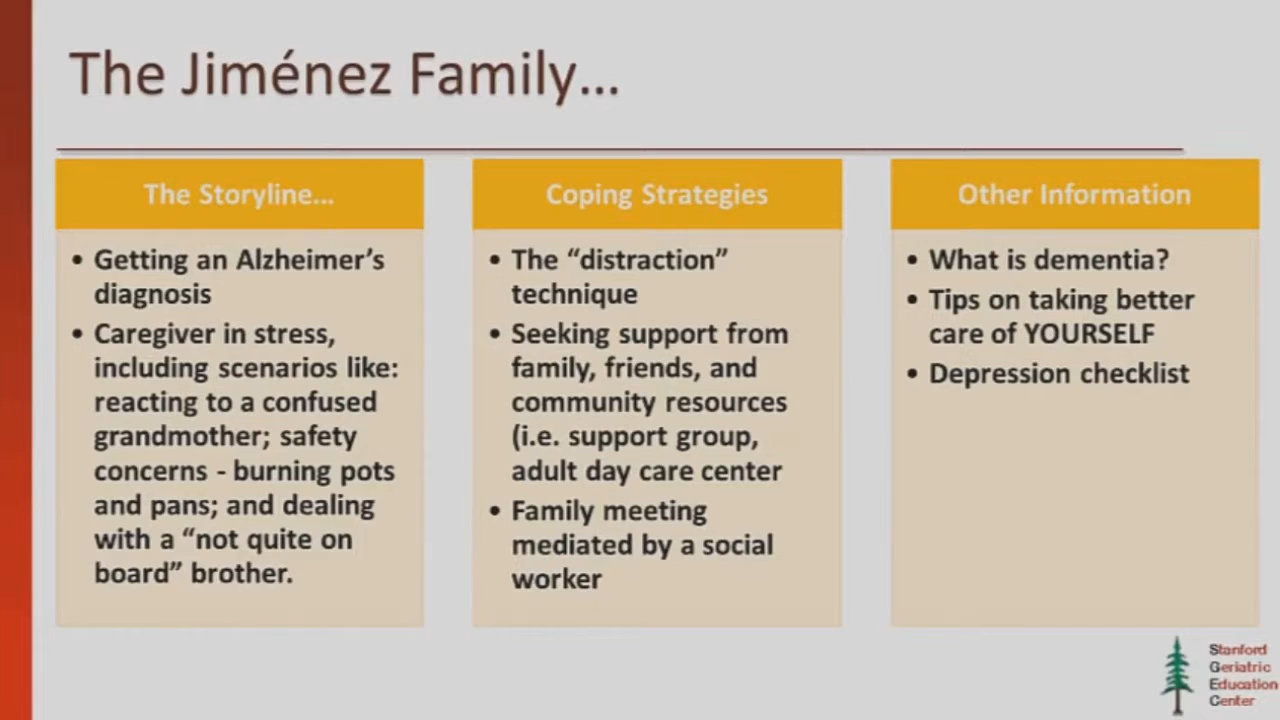 The Jiménez Family...
The Storyline...
• Getting an Alzheimer's
diagnosis
• Caregiver in stress,
including scenarios like:
reacting to a confused
grandmother; safety
concerns - burning pots
and pans; and dealing
with a “not quite on
board” brother.
Coping Strategies
• The “distraction”
technique
• Seeking support from
family, friends, and
community resources
(i.e. support group,
adult day care center
• Family meeting
mediated by a social
worker
Other Information
• What is dementia?
• Tips on taking better
care of YOURSELF
• Depression checklist
Stanford
Geriatric
Education
Center